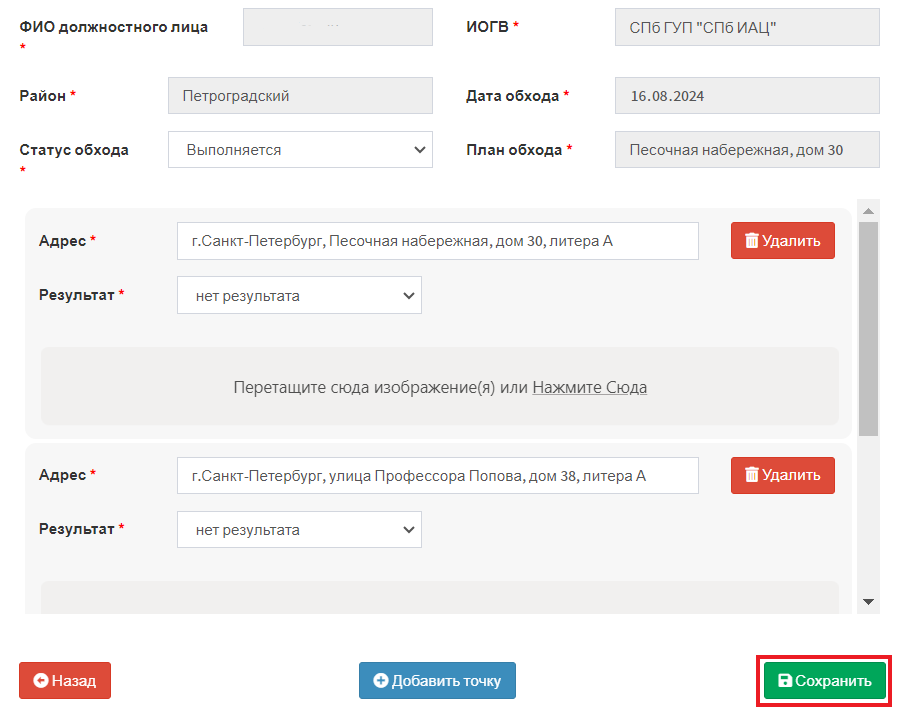 ФИО должностного лица *
ИОГВ * СПб ГУП "СПб ИАЦ"
Район * Петроградский
Дата обхода * 16.08.2024
Статус обхода * Выполняется
План обхода * Песочная набережная, дом 30
Адрес * г.Санкт-Петербург, Песочная набережная, дом 30, литера А Удалить
Результат * нет результата
Перетащите сюда изображение(я) или Нажмите Сюда
Адрес * г.Санкт-Петербург, улица Профессора Попова, дом 38, литера А Удалить
Результат * нет результата
Назад Добавить точку Сохранить